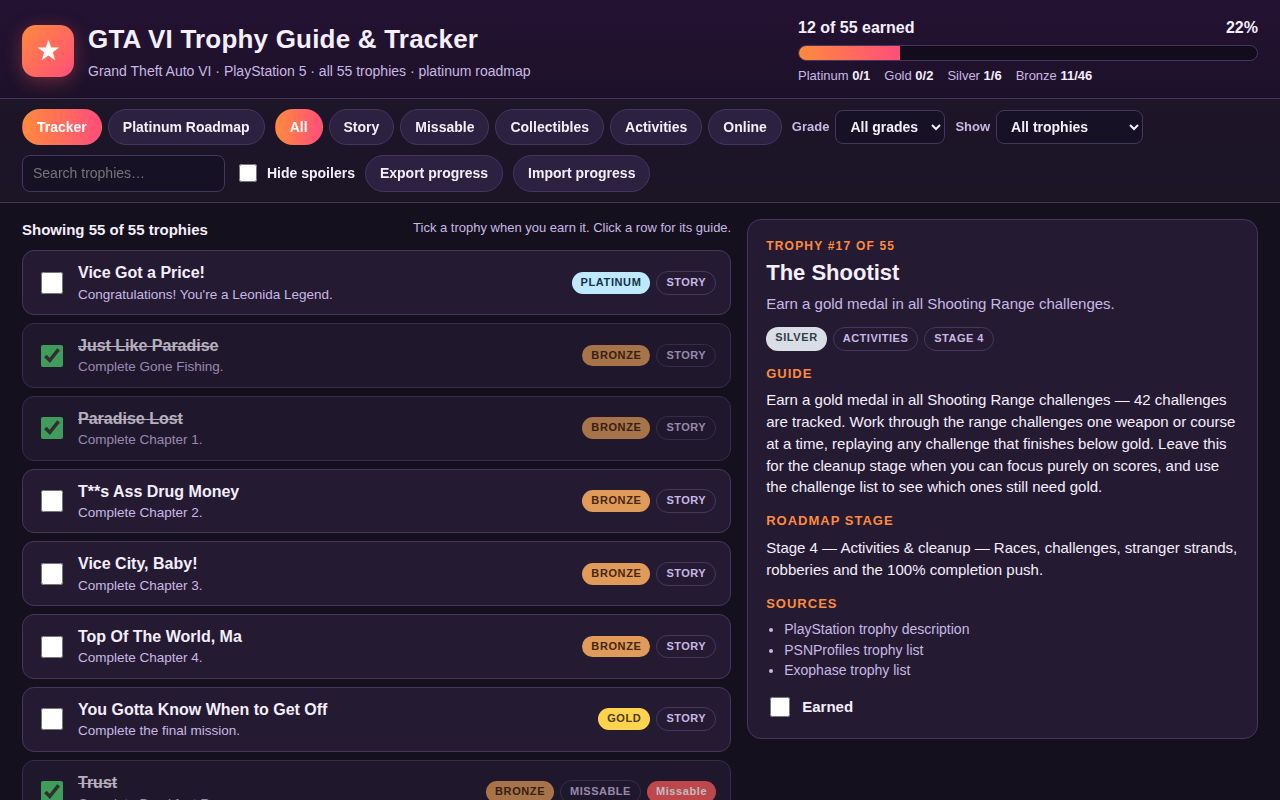 GTA VI Trophy Guide & Tracker
Grand Theft Auto VI · PlayStation 5 · all 55 trophies · platinum roadmap
12 of 55 earned 22%
Platinum 0/1 Gold 0/2 Silver 1/6 Bronze 11/46
Tracker Platinum Roadmap All Story Missable Collectibles Activities Online Grade All grades Show All trophies
Search trophies… Hide spoilers Export progress Import progress
Showing 55 of 55 trophies Tick a trophy when you earn it. Click a row for its guide.
Vice Got a Price!
Congratulations! You're a Leonida Legend.
PLATINUM STORY
Just Like Paradise
Complete Gone Fishing.
BRONZE STORY
Paradise Lost
Complete Chapter 1.
BRONZE STORY
T**s Ass Drug Money
Complete Chapter 2.
BRONZE STORY
Vice City, Baby!
Complete Chapter 3.
BRONZE STORY
Top Of The World, Ma
Complete Chapter 4.
BRONZE STORY
You Gotta Know When to Get Off
Complete the final mission.
GOLD STORY
Trust
BRONZE MISSABLE Missable
TROPHY #17 OF 55
The Shootist
Earn a gold medal in all Shooting Range challenges.
SILVER ACTIVITIES STAGE 4
GUIDE
Earn a gold medal in all Shooting Range challenges — 42 challenges
are tracked. Work through the range challenges one weapon or course
at a time, replaying any challenge that finishes below gold. Leave this
for the cleanup stage when you can focus purely on scores, and use
the challenge list to see which ones still need gold.
ROADMAP STAGE
Stage 4 — Activities & cleanup — Races, challenges, stranger strands,
robberies and the 100% completion push.
SOURCES
PlayStation trophy description
PSNProfiles trophy list
Exophase trophy list
Earned